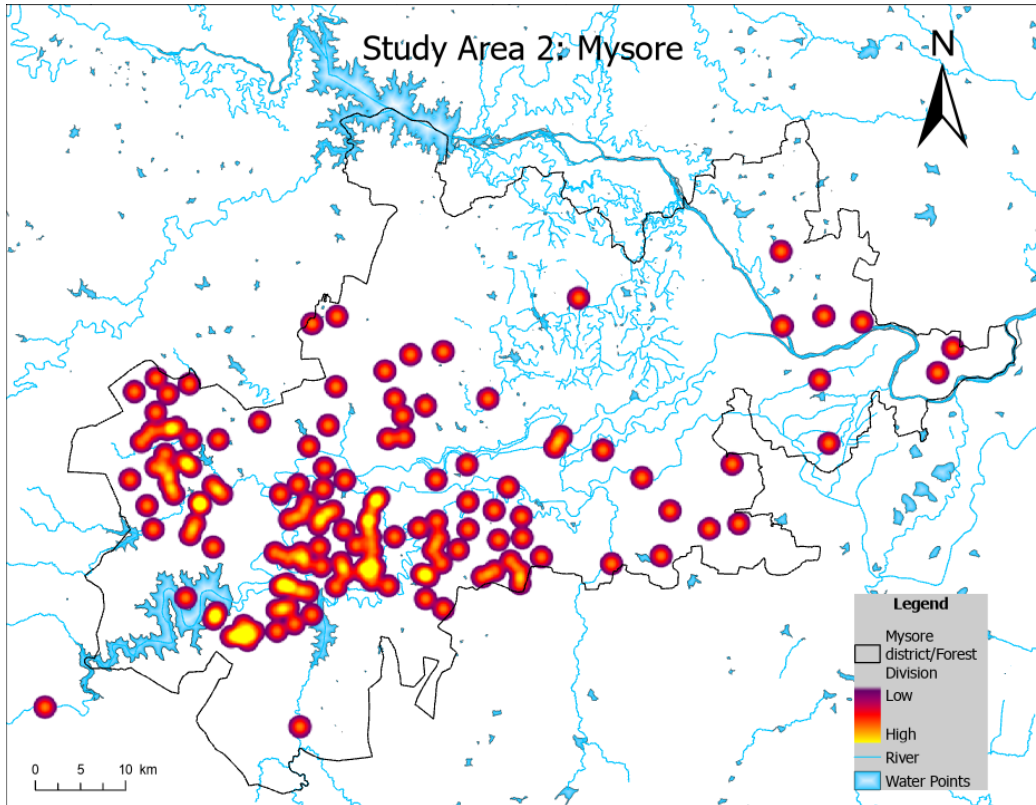 Study Area 2: Mysore
N
Legend
Mysore
district/Forest
Division
Low
High
River
Water Points
0 5 10 km